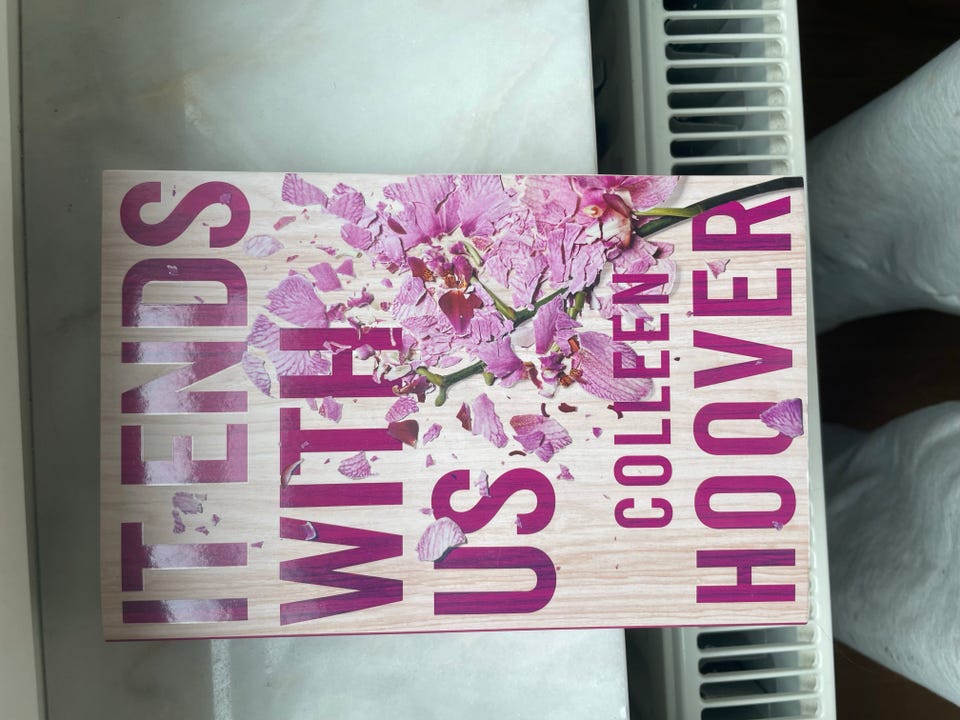 IT ENDS
WITH
US
COLLEEN
HOOVER